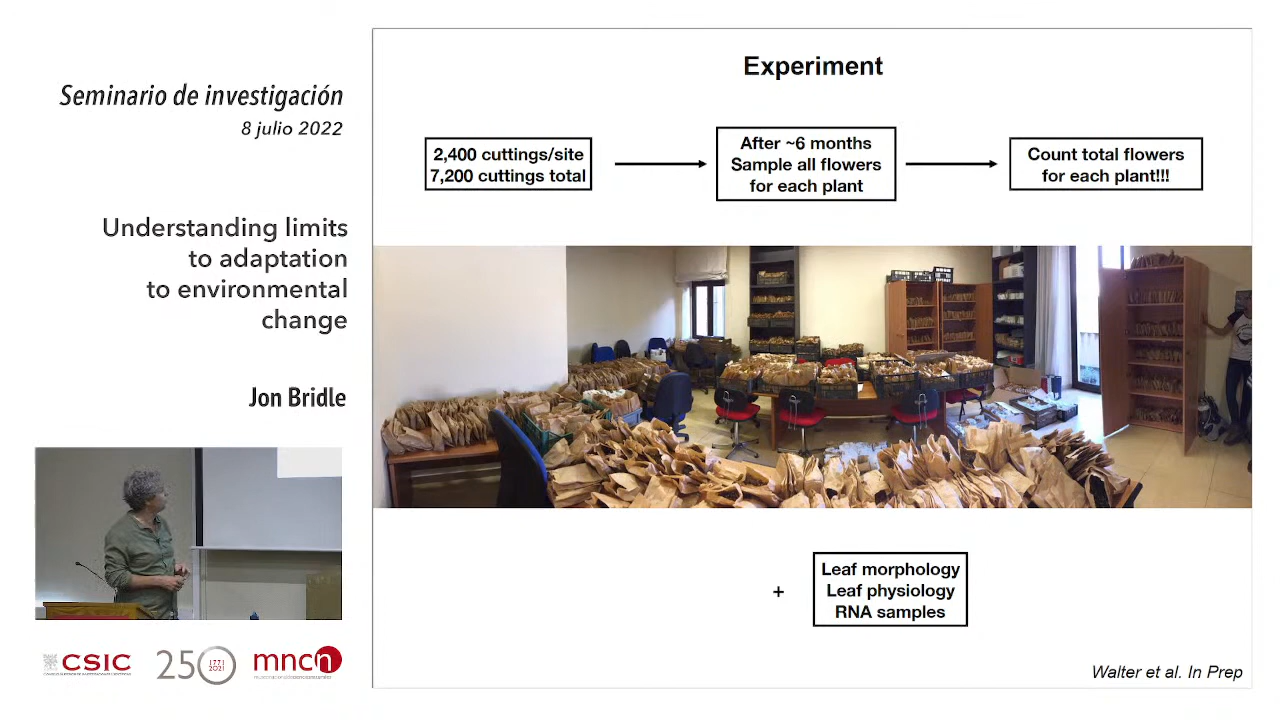 Seminario de investigación
8 julio 2022
Understanding limits
to adaptation
to environmental
change
Jon Bridle
CSIC
250
1771
2021
mncn
Experiment
2,400 cuttings/site
7,200 cuttings total
After ~6 months
Sample all flowers
for each plant
Count total flowers
for each plant!!!
+
Leaf morphology
Leaf physiology
RNA samples
Walter et al. In Prep